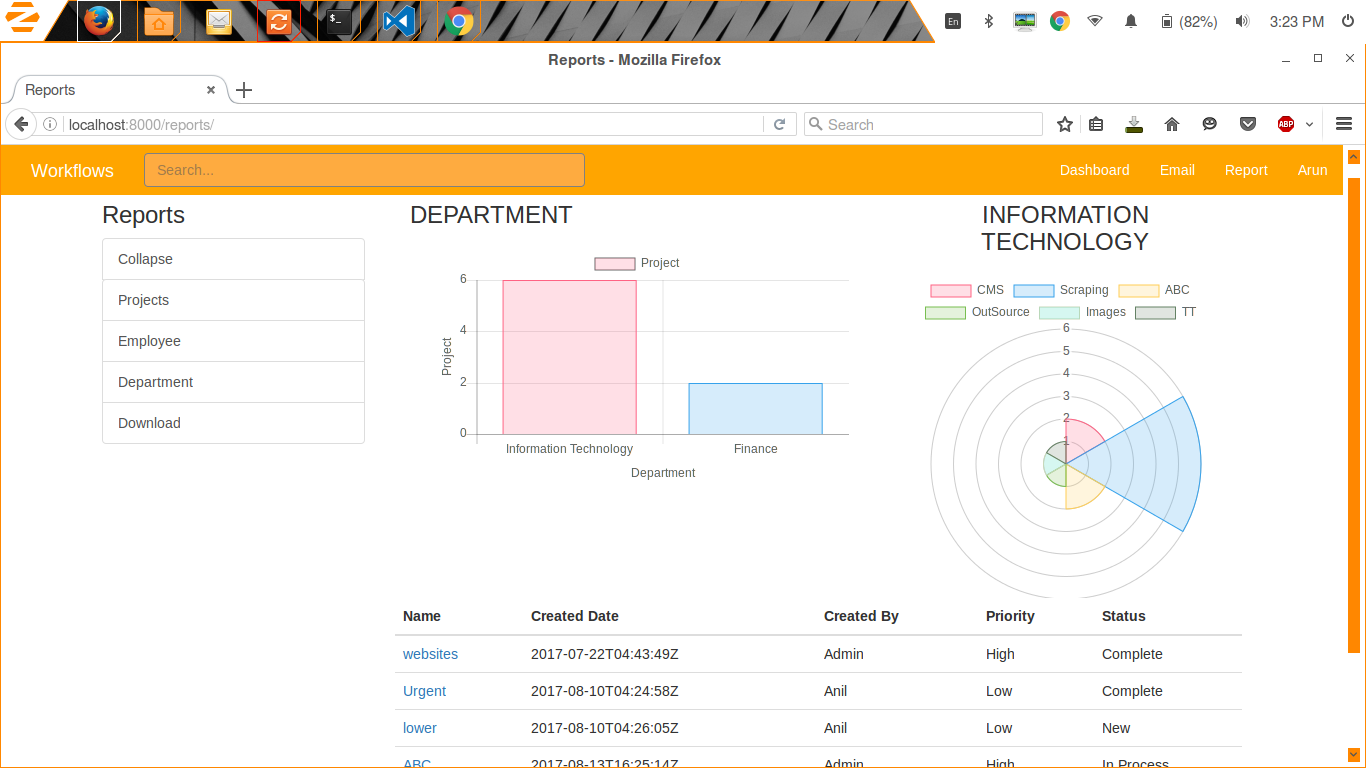 En
(82%)
3:23 PM
Reports - Mozilla Firefox
Reports
localhost:8000/reports/
Search
ABP
Workflows
Search...
Dashboard
Email
Report
Arun
Reports
Collapse
Projects
Employee
Department
Download
DEPARTMENT
Project
6
4
2
0
Project
Information Technology
Finance
Department
INFORMATION
TECHNOLOGY
CMS
Scraping
ABC
OutSource
Images
TT
6
5
4
3
2
1
Name Created Date Created By Priority Status
websites 2017-07-22T04:43:49Z Admin High Complete
Urgent 2017-08-10T04:24:58Z Anil Low Complete
lower 2017-08-10T04:26:05Z Anil Low New
ABC 2017-08-13T16:25:14Z Admin High In Process